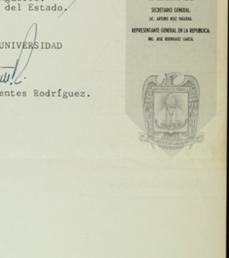 del Estado.
UNIVERSIDAD
entes Rodríguez.
SECRETARIO GENERAL.
LIC. ARTURO RUIZ HIGUERA.
REPRESENTANTE GENERAL EN LA REPUBLICA:
ING. JOSE RODRIGUEZ GARCIA.